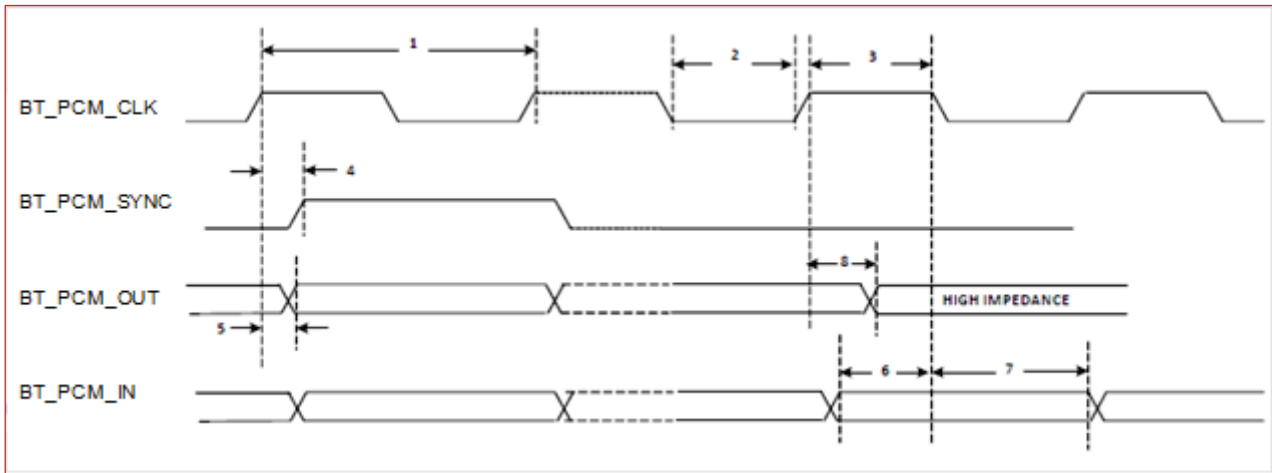 1
2
3
BT_PCM_CLK
4
BT_PCM_SYNC
8
BT_PCM_OUT
HIGH IMPEDANCE
5
6
7
BT_PCM_IN